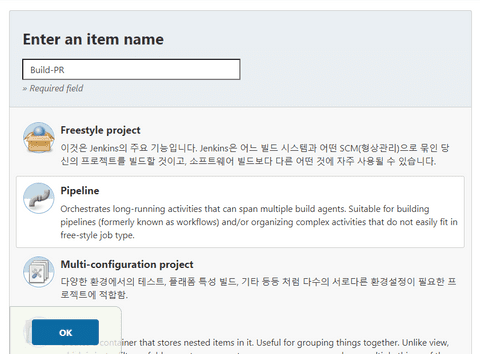 Enter an item name
Build-PR
» Required field
Freestyle project
이것은 Jenkins의 주요 기능입니다. Jenkins은 어느 빌드 시스템과 어떤 SCM(형상관리)으로 묶인 당
신의 프로젝트를 빌드할 것이고, 소프트웨어 빌드보다 다른 어떤 것에 자주 사용될 수 있습니다.
Pipeline
Orchestrates long-running activities that can span multiple build agents. Suitable for building
pipelines (formerly known as workflows) and/or organizing complex activities that do not easily fit in
free-style job type.
Multi-configuration project
다양한 환경에서의 테스트, 플래폼 특성 빌드, 기타 등등 처럼 다수의 서로다른 환경설정이 필요한 프
로젝트에 적합함.
OK
container that stores nested items in it. Useful for grouping things together. Unlike view,